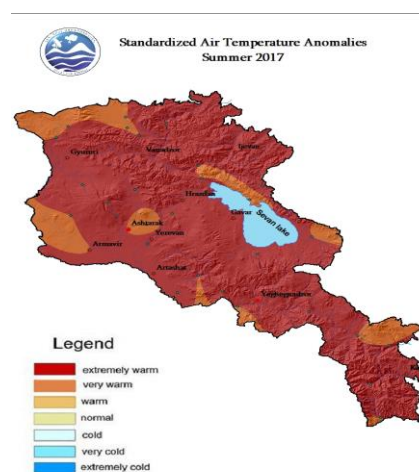 Standardized Air Temperature Anomalies
Summer 2017
Gyumri
Vanadzor
Ijevan
Hrazdan
Gavar
Sevan lake
Ashtarak
Yerevan
Armavir
Artashat
Yeghegnadzor
Legend
extremely warm
very warm
warm
normal
cold
very cold
extremely cold